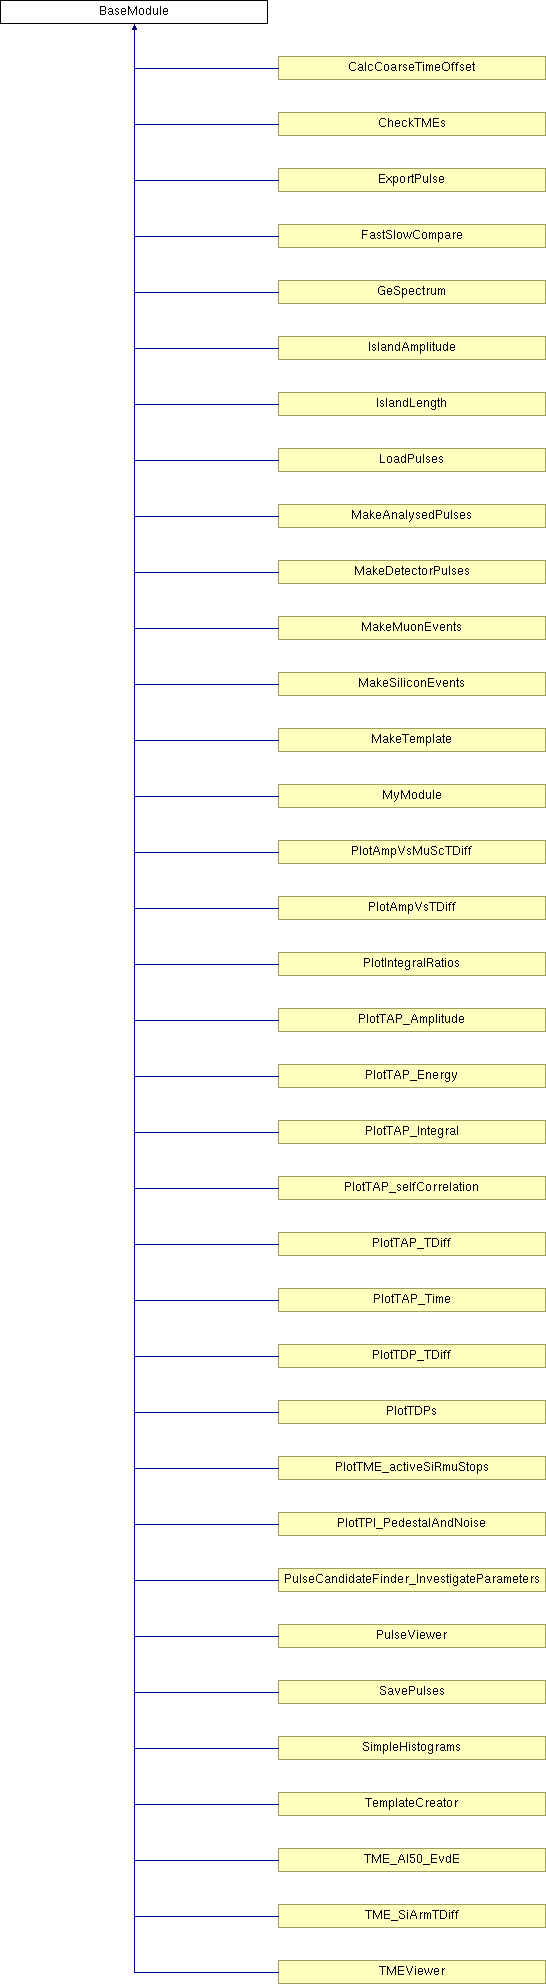 BaseModule
CalcCoarseTimeOffset
CheckTMEs
ExportPulse
FastSlowCompare
GeSpectrum
IslandAmplitude
IslandLength
LoadPulses
MakeAnalysedPulses
MakeDetectorPulses
MakeMuonEvents
MakeSiliconEvents
MakeTemplate
MyModule
PlotAmpVsMuScTDiff
PlotAmpVsTDiff
PlotIntegralRatios
PlotTAP_Amplitude
PlotTAP_Energy
PlotTAP_Integral
PlotTAP_selfCorrelation
PlotTAP_TDiff
PlotTAP_Time
PlotTDP_TDiff
PlotTDPs
PlotTME_activeSiRmuStops
PlotTPI_PedestalAndNoise
PulseCandidateFinder_InvestigateParameters
PulseViewer
SavePulses
SimpleHistograms
TemplateCreator
TME_Al50_EvdE
TME_SiArmTDiff
TMEViewer